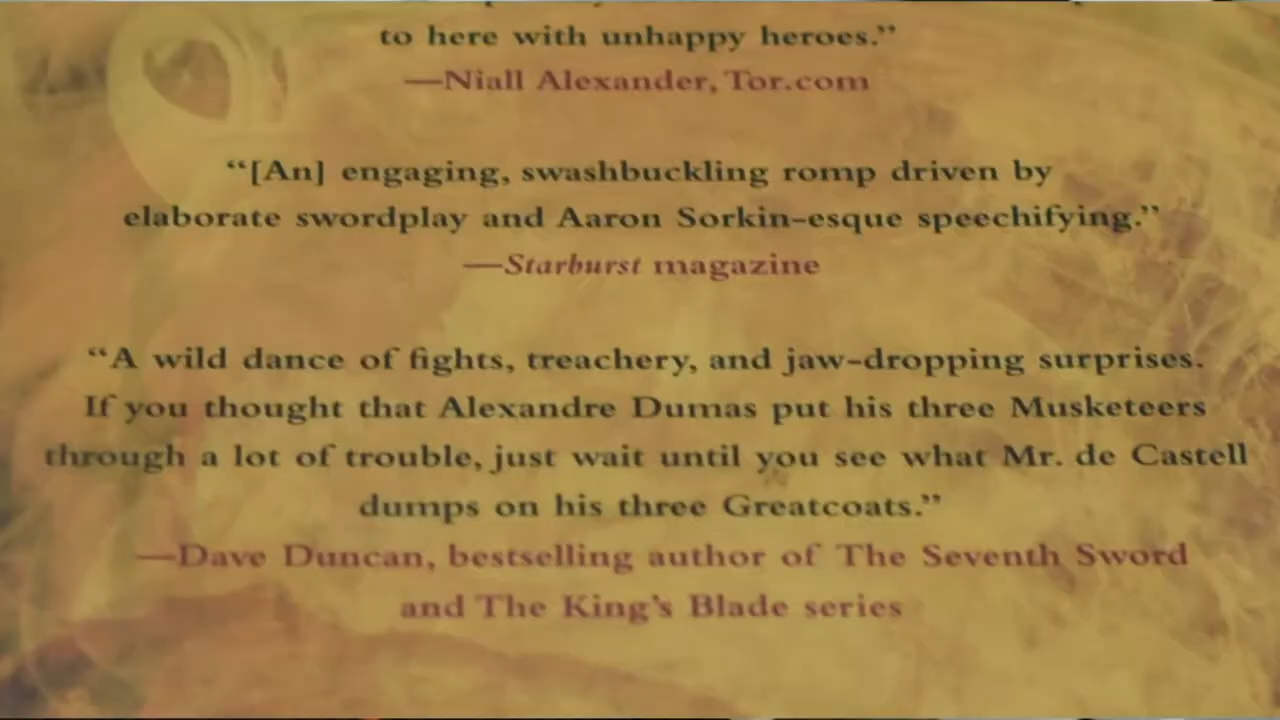 to here with unhappy heroes.”
—Niall Alexander, Tor.com
“[An] engaging, swashbuckling romp driven by
elaborate swordplay and Aaron Sorkin-esque speechifying.”
—Starburst magazine
“A wild dance of fights, treachery, and jaw-dropping surprises.
If you thought that Alexandre Dumas put his three Musketeers
through a lot of trouble, just wait until you see what Mr. de Castell
dumps on his three Greatcoats.”
—Dave Duncan, bestselling author of The Seventh Sword
and The King’s Blade series